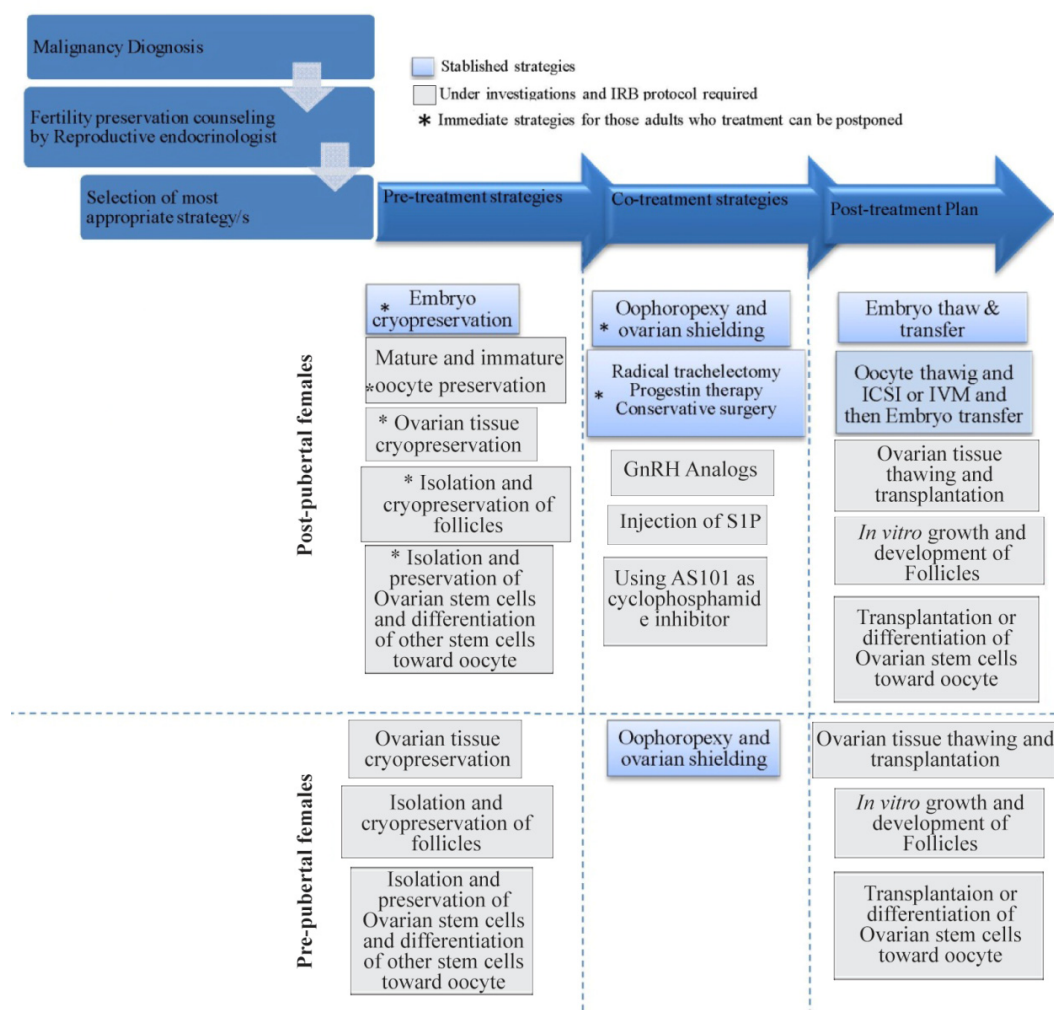 Malignancy Diognosis
Fertility preservation counseling
by Reproductive endocrinologist
Selection of most
appropriate strategy/s
Stablished strategies
Under investigations and IRB protocol required
* Immediate strategies for those adults who treatment can be postponed
Pre-treatment strategies
Co-treatment strategies
Post-treatment Plan
Post-pubertal females
Embryo
* cryopreservation
Mature and immature
*oocyte preservation
* Ovarian tissue
cryopreservation
* Isolation and
cryopreservation of
follicles
* Isolation and
preservation of
Ovarian stem cells
and differentiation
of other stem cells
toward oocyte
Oophoropexy and
* ovarian shielding
Radical trachelectomy
* Progestin therapy
Conservative surgery
GnRH Analogs
Injection of S1P
Using AS101 as
cyclophosphamid
e inhibitor
Embryo thaw &
transfer
Oocyte thawig and
ICSI or IVM and
then Embryo transfer
Ovarian tissue
thawing and
transplantation
In vitro growth and
development of
Follicles
Transplantation or
differentiation of
Ovarian stem cells
toward oocyte
Pre-pubertal females
Ovarian tissue
cryopreservation
Isolation and
cryopreservation of
follicles
Isolation and
preservation of
Ovarian stem cells
and differentiation
of other stem cells
toward oocyte
Oophoropexy and
ovarian shielding
Ovarian tissue thawing and
transplantation
In vitro growth and
development of
Follicles
Transplantaion or
differentiation of
Ovarian stem cells
toward oocyte